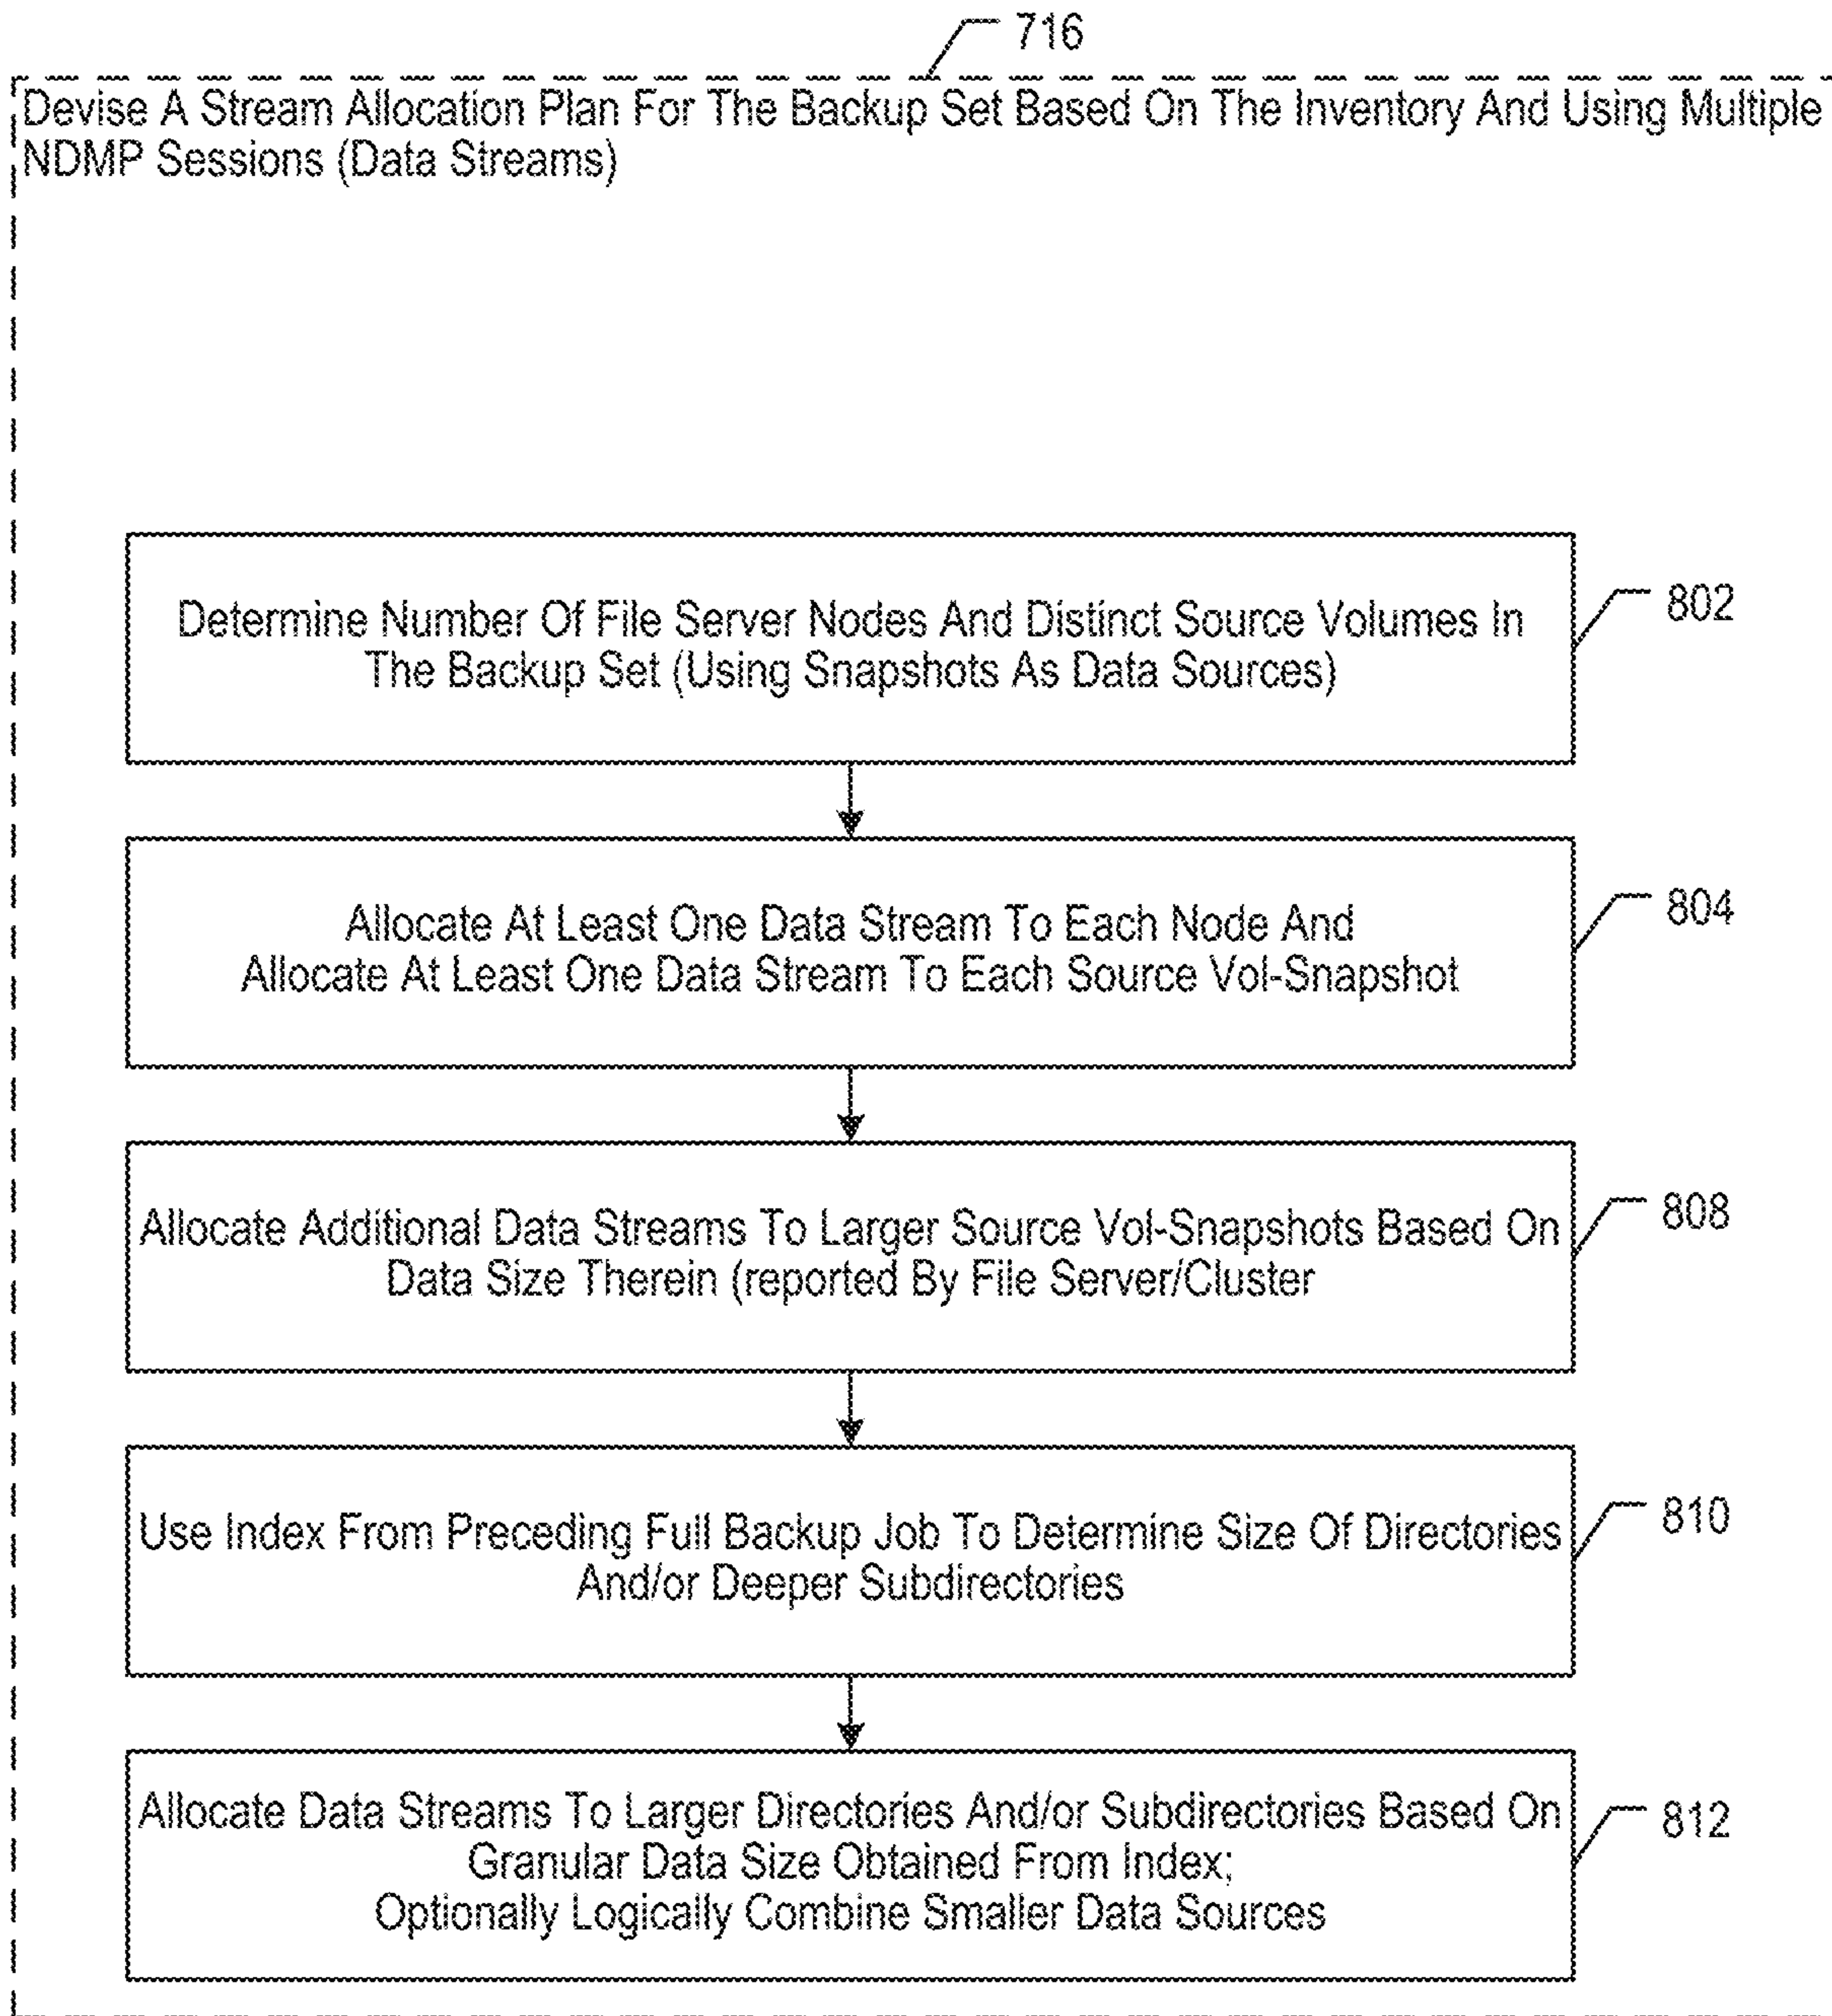 716
Devise A Stream Allocation Plan For The Backup Set Based On The Inventory And Using Multiple
NDMP Sessions (Data Streams)
Determine Number Of File Server Nodes And Distinct Source Volumes In
The Backup Set (Using Snapshots As Data Sources)
802
Allocate At Least One Data Stream To Each Node And
Allocate At Least One Data Stream To Each Source Vol-Snapshot
804
Allocate Additional Data Streams To Larger Source Vol-Snapshots Based On
Data Size Therein (reported By File Server/Cluster
808
Use Index From Preceding Full Backup Job To Determine Size Of Directories
And/or Deeper Subdirectories
810
Allocate Data Streams To Larger Directories And/or Subdirectories Based On
Granular Data Size Obtained From Index;
Optionally Logically Combine Smaller Data Sources
812